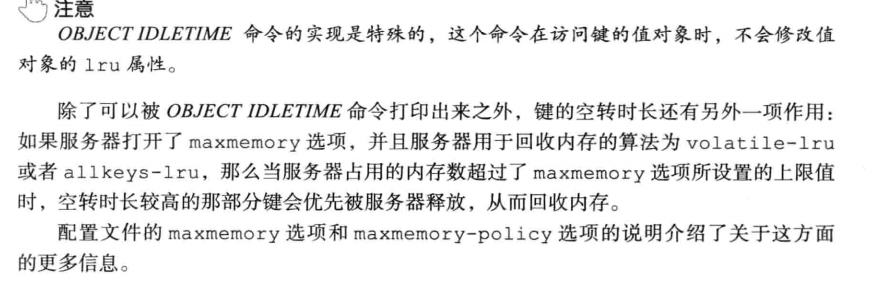 注意
OBJECT IDLETIME 命令的实现是特殊的，这个命令在访问键的值对象时，不会修改值
对象的 lru 属性。
除了可以被 OBJECT IDLETIME 命令打印出来之外，键的空转时长还有另外一项作用：
如果服务器打开了 maxmemory 选项，并且服务器用于回收内存的算法为 volatile-lru
或者 allkeys-lru，那么当服务器占用的内存数超过了 maxmemory 选项所设置的上限值
时，空转时长较高的那部分键会优先被服务器释放，从而回收内存。
配置文件的 maxmemory 选项和 maxmemory-policy 选项的说明介绍了关于这方面
的更多信息。